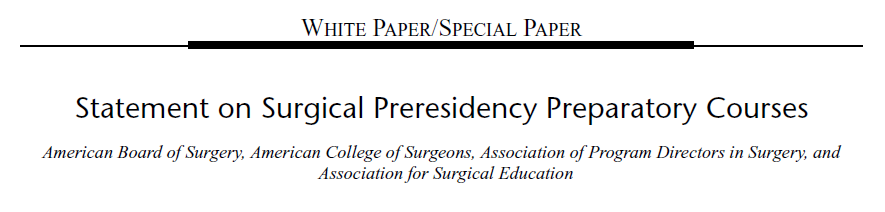 WHITE PAPER/SPECIAL PAPER
Statement on Surgical Preresidency Preparatory Courses
American Board of Surgery, American College of Surgeons, Association of Program Directors in Surgery, and
Association for Surgical Education